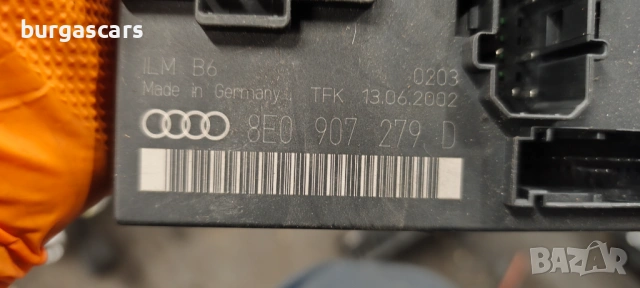 burgascars
ILM B6 0203
Made in Germany TFK 13.06.2002
8E0 907 279 D
BAZAR